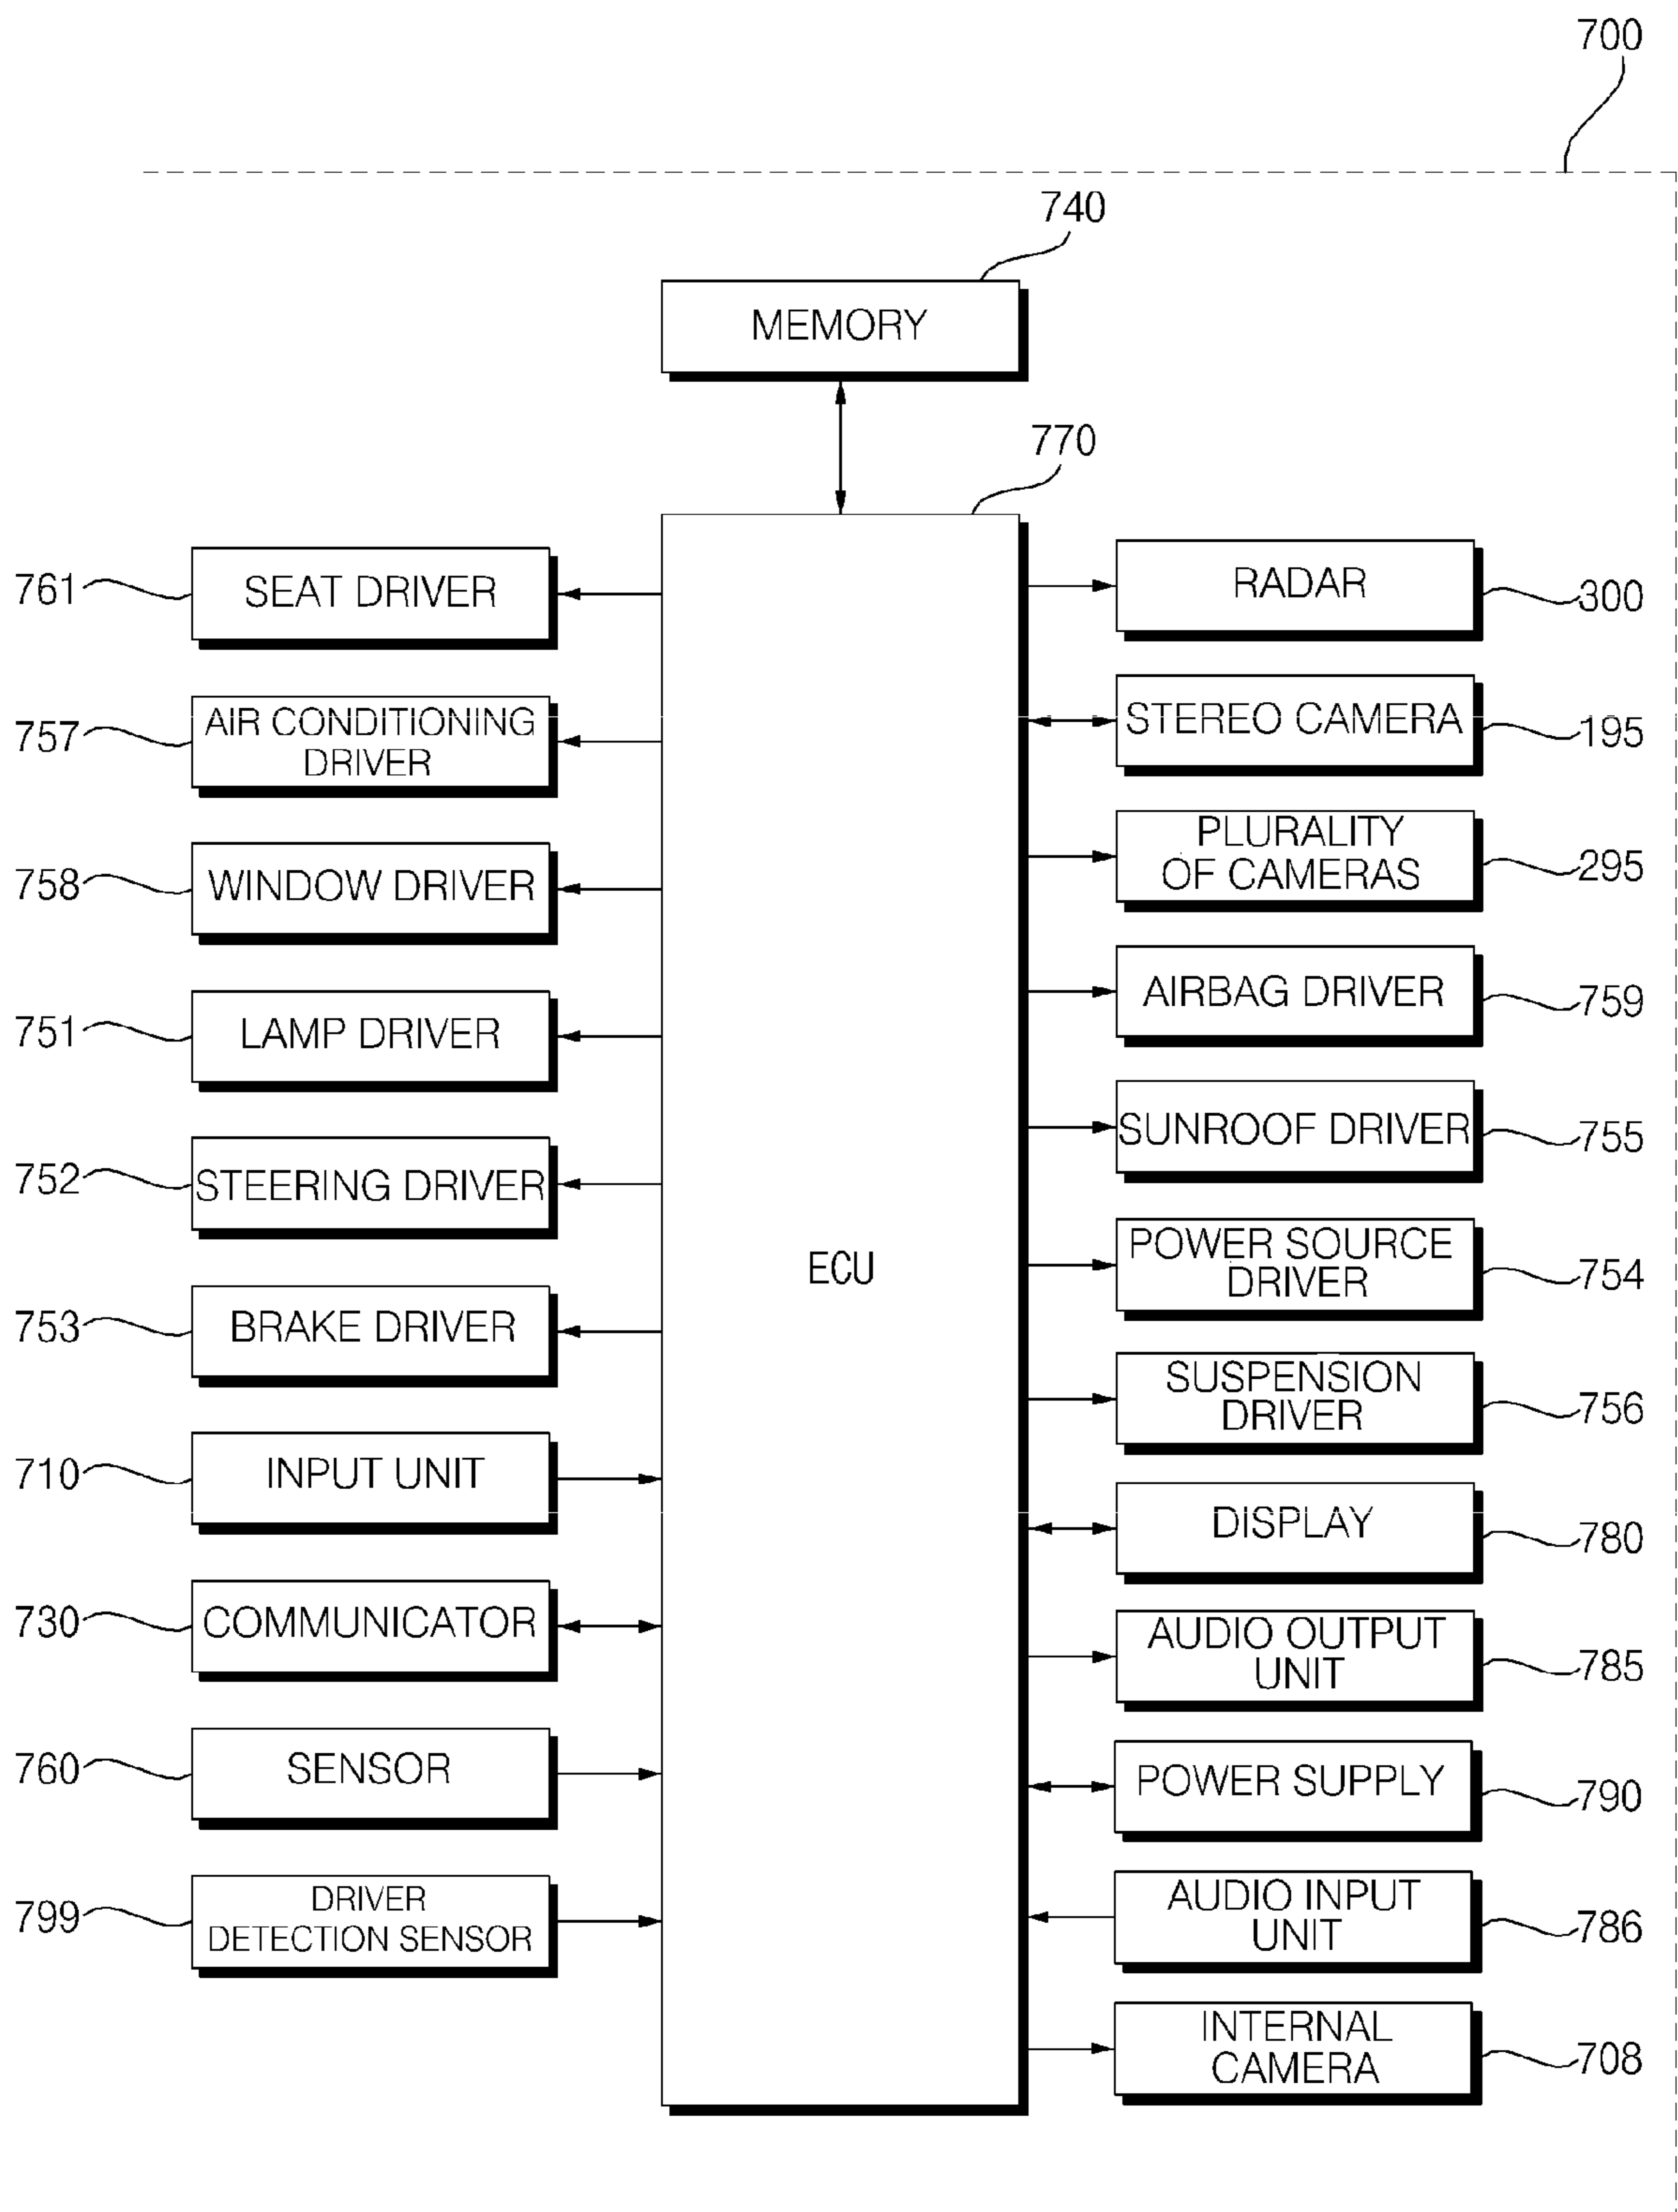 700
740
MEMORY
770
761
SEAT DRIVER
757
AIR CONDITIONING
DRIVER
758
WINDOW DRIVER
751
LAMP DRIVER
752
STEERING DRIVER
753
BRAKE DRIVER
710
INPUT UNIT
730
COMMUNICATOR
760
SENSOR
799
DRIVER
DETECTION SENSOR
ECU
RADAR
300
STEREO CAMERA
195
PLURALITY
OF CAMERAS
295
AIRBAG DRIVER
759
SUNROOF DRIVER
755
POWER SOURCE
DRIVER
754
SUSPENSION
DRIVER
756
DISPLAY
780
AUDIO OUTPUT
UNIT
785
POWER SUPPLY
790
AUDIO INPUT
UNIT
786
INTERNAL
CAMERA
708